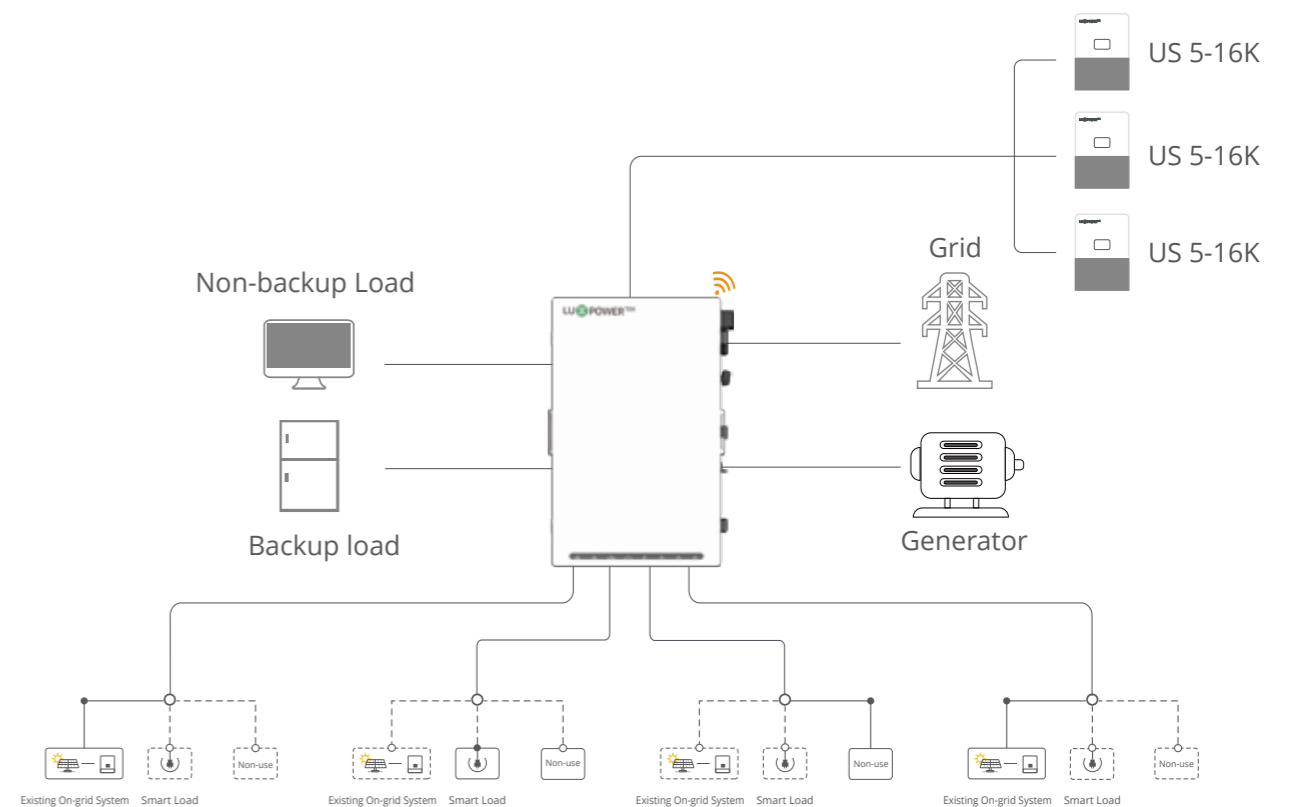 US 5-16K
US 5-16K
US 5-16K
Grid
Non-backup Load
LUXPOWERTEK
Backup load
Generator
Non-use
Non-use
Non-use
Non-use
Existing On-grid System Smart Load
Existing On-grid System Smart Load
Existing On-grid System Smart Load
Existing On-grid System Smart Load